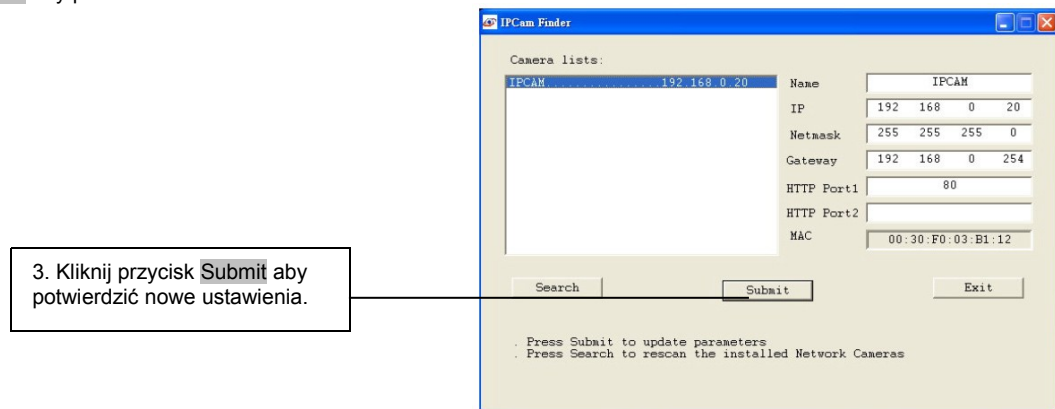 IPCam Finder
Camera lists:
IPCAM................192.168.0.20
Name IPCAM
IP 192 168 0 20
Netmask 255 255 255 0
Gateway 192 168 0 254
HTTP Port1 80
HTTP Port2
MAC 00:30:F0:03:B1:12
3. Kliknij przycisk Submit aby
potwierdzić nowe ustawienia.
Search Submit Exit
. Press Submit to update parameters
. Press Search to rescan the installed Network Cameras